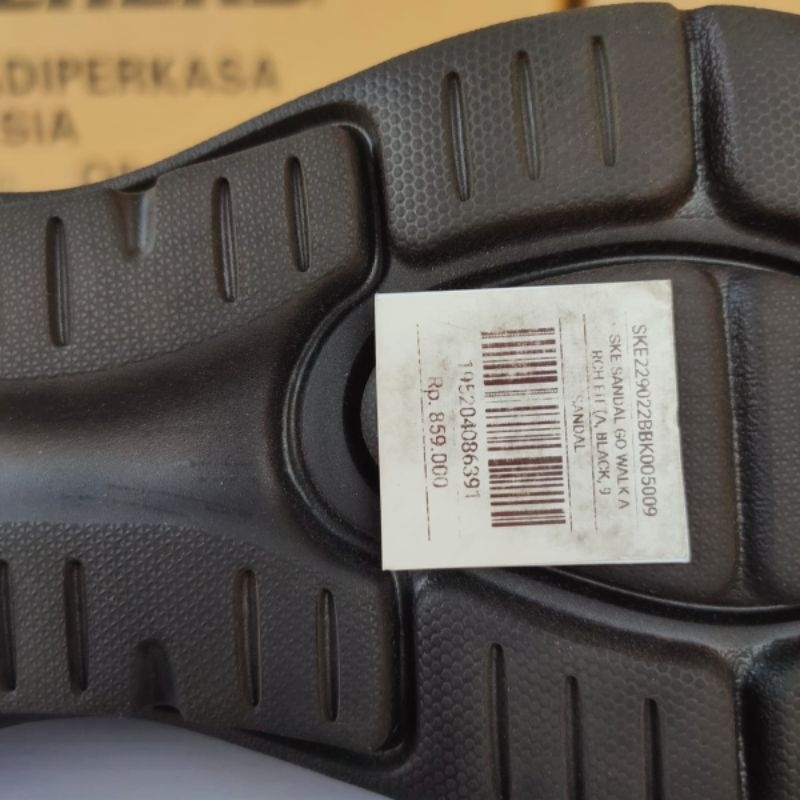 ADIPERKASA
SIA
SKE229022BBK005009
SKE SANDAL GO WALK A
RCH FIT (A, BLACK, 9
SANDAL
195204086391
Rp. 859.000